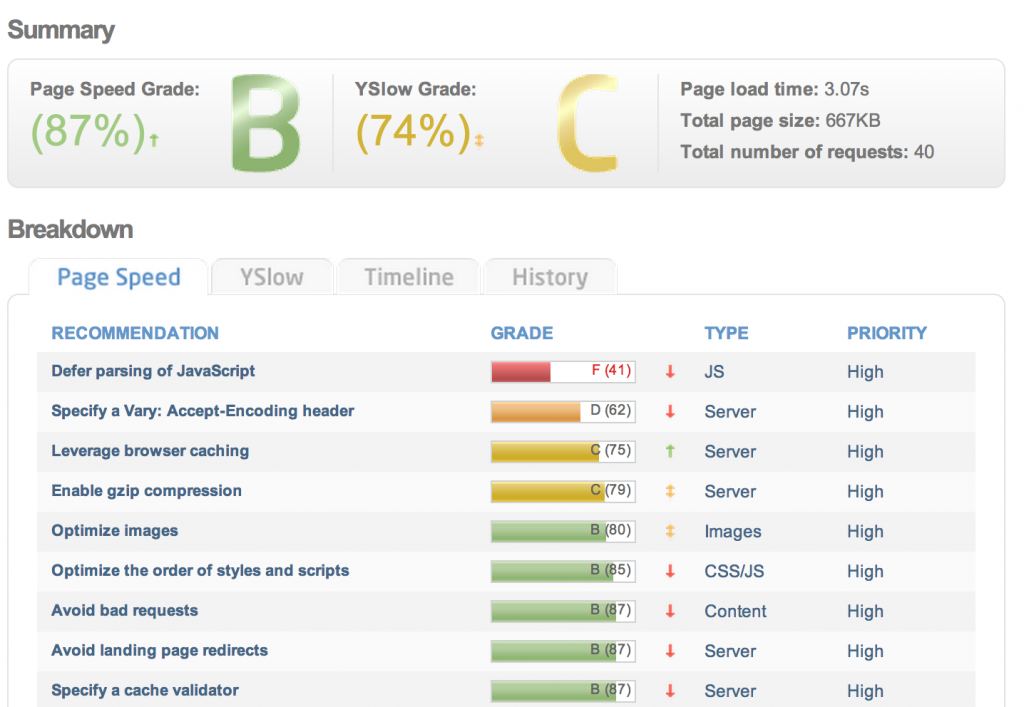 Summary
Page Speed Grade:
(87%)
B
YSlow Grade:
(74%)
C
Page load time: 3.07s
Total page size: 667KB
Total number of requests: 40
Breakdown
Page Speed YSlow Timeline History
RECOMMENDATION GRADE TYPE PRIORITY
Defer parsing of JavaScript F (41) JS High
Specify a Vary: Accept-Encoding header D (62) Server High
Leverage browser caching C (75) Server High
Enable gzip compression C (79) Server High
Optimize images B (80) Images High
Optimize the order of styles and scripts B (85) CSS/JS High
Avoid bad requests B (87) Content High
Avoid landing page redirects B (87) Server High
Specify a cache validator B (87) Server High